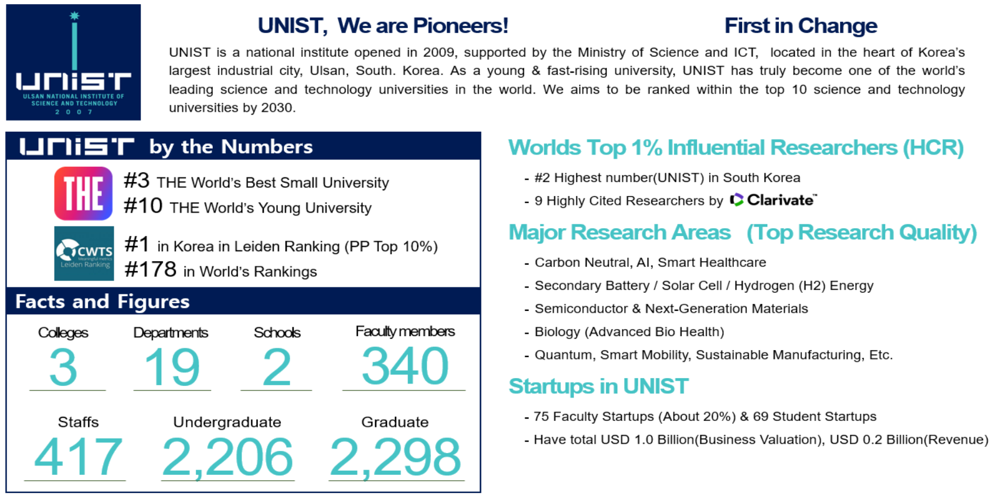 UNIST
ULSAN NATIONAL INSTITUTE OF
SCIENCE AND TECHNOLOGY
2 0 0 7
UNIST, We are Pioneers! First in Change
UNIST is a national institute opened in 2009, supported by the Ministry of Science and ICT, located in the heart of Korea's
largest industrial city, Ulsan, South. Korea. As a young & fast-rising university, UNIST has truly become one of the world's
leading science and technology universities in the world. We aims to be ranked within the top 10 science and technology
universities by 2030.
UNIST by the Numbers
THE
#3 THE World's Best Small University
#10 THE World's Young University
CWTS
Meaningful metrics
Leiden Ranking
#1 in Korea in Leiden Ranking (PP Top 10%)
#178 in World's Rankings
Facts and Figures
Colleges Departments Schools Faculty members
3 19 2 340
Staffs Undergraduate Graduate
417 2,206 2,298
Worlds Top 1% Influential Researchers (HCR)
- #2 Highest number(UNIST) in South Korea
- 9 Highly Cited Researchers by Clarivate™
Major Research Areas (Top Research Quality)
- Carbon Neutral, AI, Smart Healthcare
- Secondary Battery / Solar Cell / Hydrogen (H2) Energy
- Semiconductor & Next-Generation Materials
- Biology (Advanced Bio Health)
- Quantum, Smart Mobility, Sustainable Manufacturing, Etc.
Startups in UNIST
- 75 Faculty Startups (About 20%) & 69 Student Startups
- Have total USD 1.0 Billion(Business Valuation), USD 0.2 Billion(Revenue)